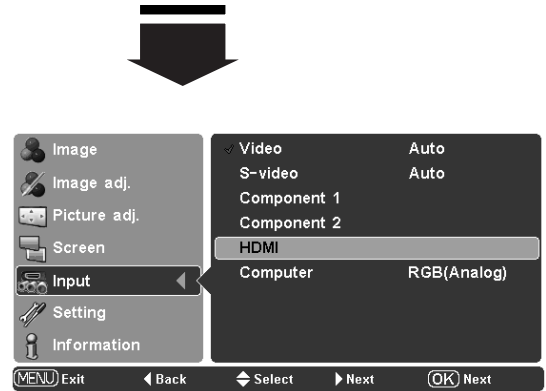 Image
Image adj.
Picture adj.
Screen
Input
Setting
Information
Video Auto
S-video Auto
Component 1
Component 2
HDMI
Computer RGB(Analog)
MENU Exit Back Select Next OK Next